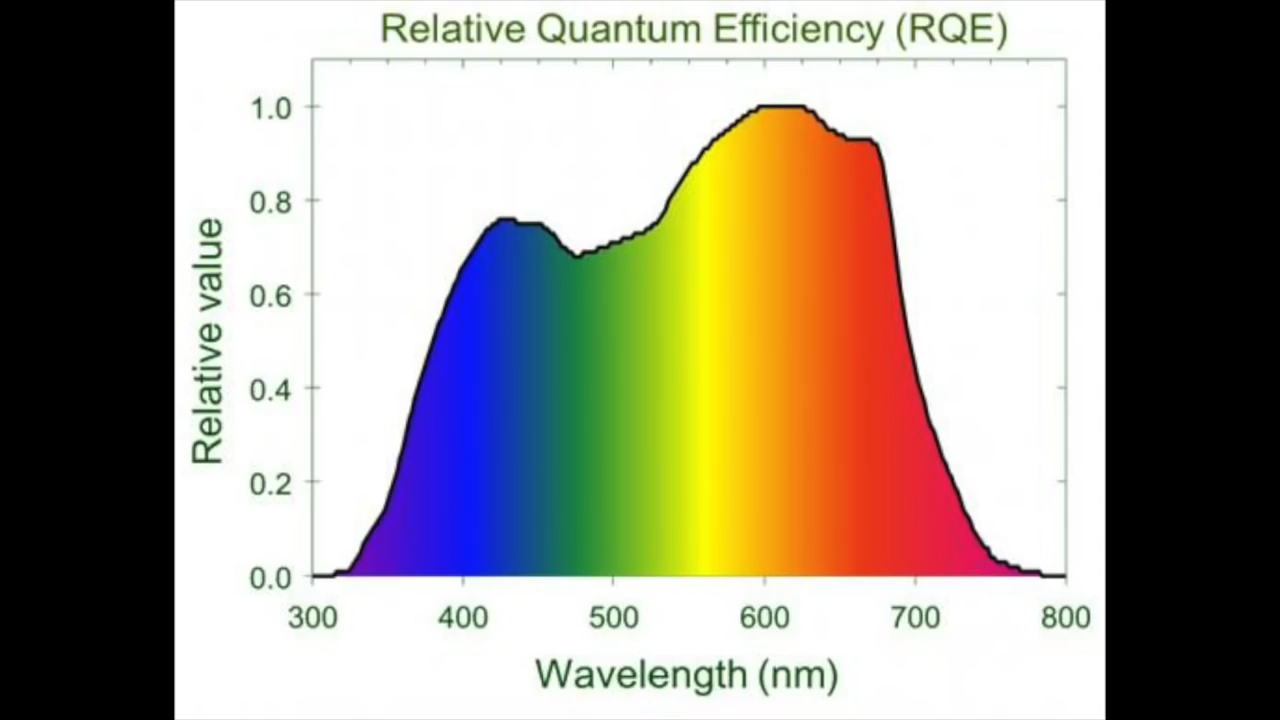 Relative Quantum Efficiency (RQE)
1.0
0.8
0.6
0.4
0.2
0.0
Relative value
300 400 500 600 700 800
Wavelength (nm)